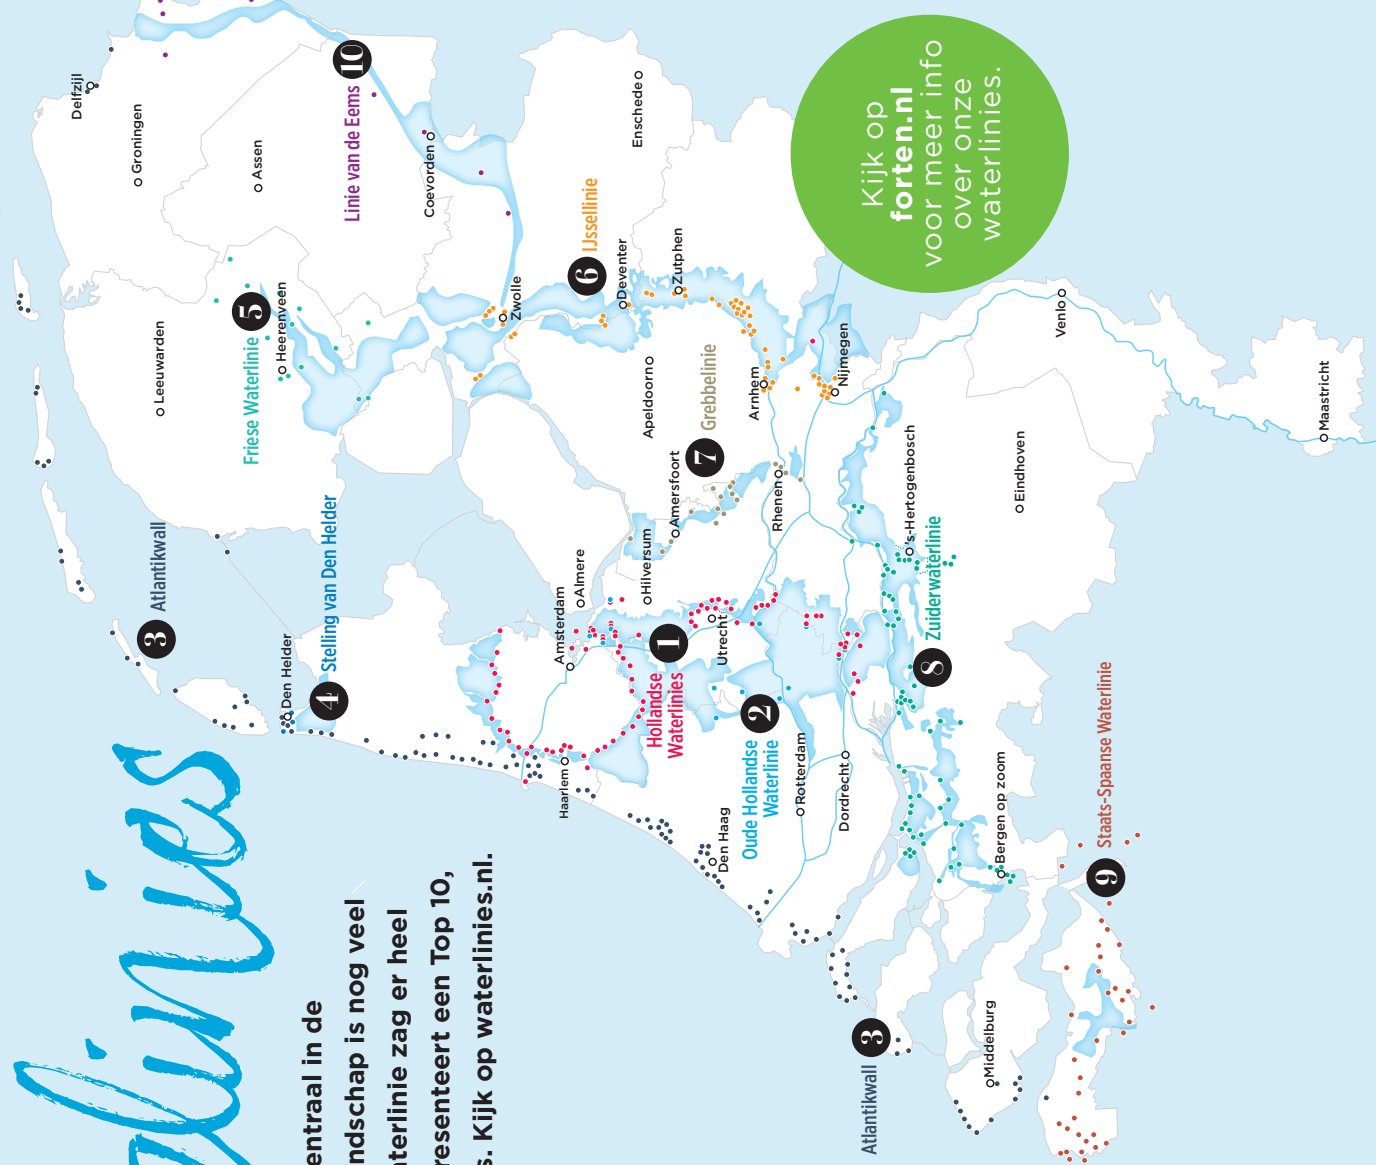 linies
entraal in de
ndschap is nog veel
aterlinie zag er heel
resenteert een Top 10,
s. Kijk op waterlinies.nl.
Delfzijl
Groningen
Assen
Linie van de Eems
10
Coevorden
Enschede
Leeuwarden
Friese Waterlinie
5
Heerenveen
Zwolle
6
IJssellinie
Deventer
Zutphen
Apeldoorn
Grebbelinie
7
Arnhem
Nijmegen
Amersfoort
Rhenen
Hilversum
Almere
Amsterdam
3
Atlantikwall
Den Helder
4
Stelling van Den Helder
Haarlem
1
Hollandse
Waterlinies
Utrecht
2
Oude Hollandse
Waterlinie
Den Haag
Rotterdam
Dordrecht
's-Hertogenbosch
8
Zuiderwaterlinie
Eindhoven
Venlo
Maastricht
Bergen op zoom
9
Staats-Spaanse Waterlinie
3
Atlantikwall
Middelburg
Kijk op
forten.nl
voor meer info
over onze
waterlinies.